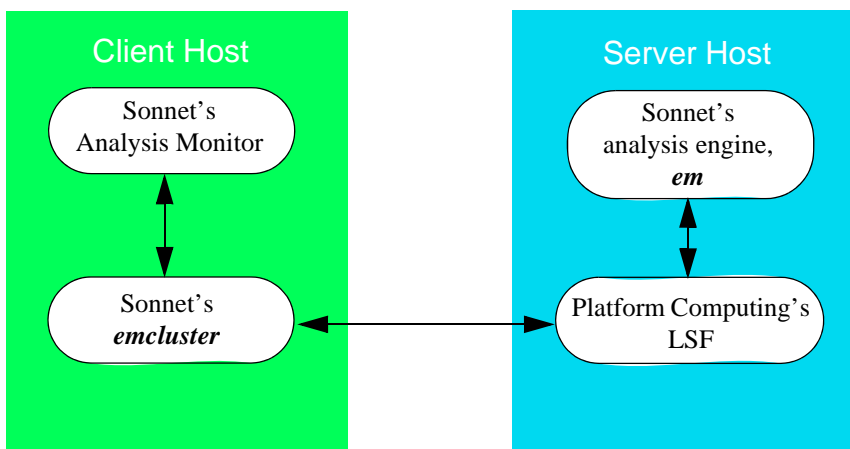 Client Host
Sonnet's
Analysis Monitor
Sonnet's
emcluster
Server Host
Sonnet's
analysis engine,
em
Platform Computing's
LSF